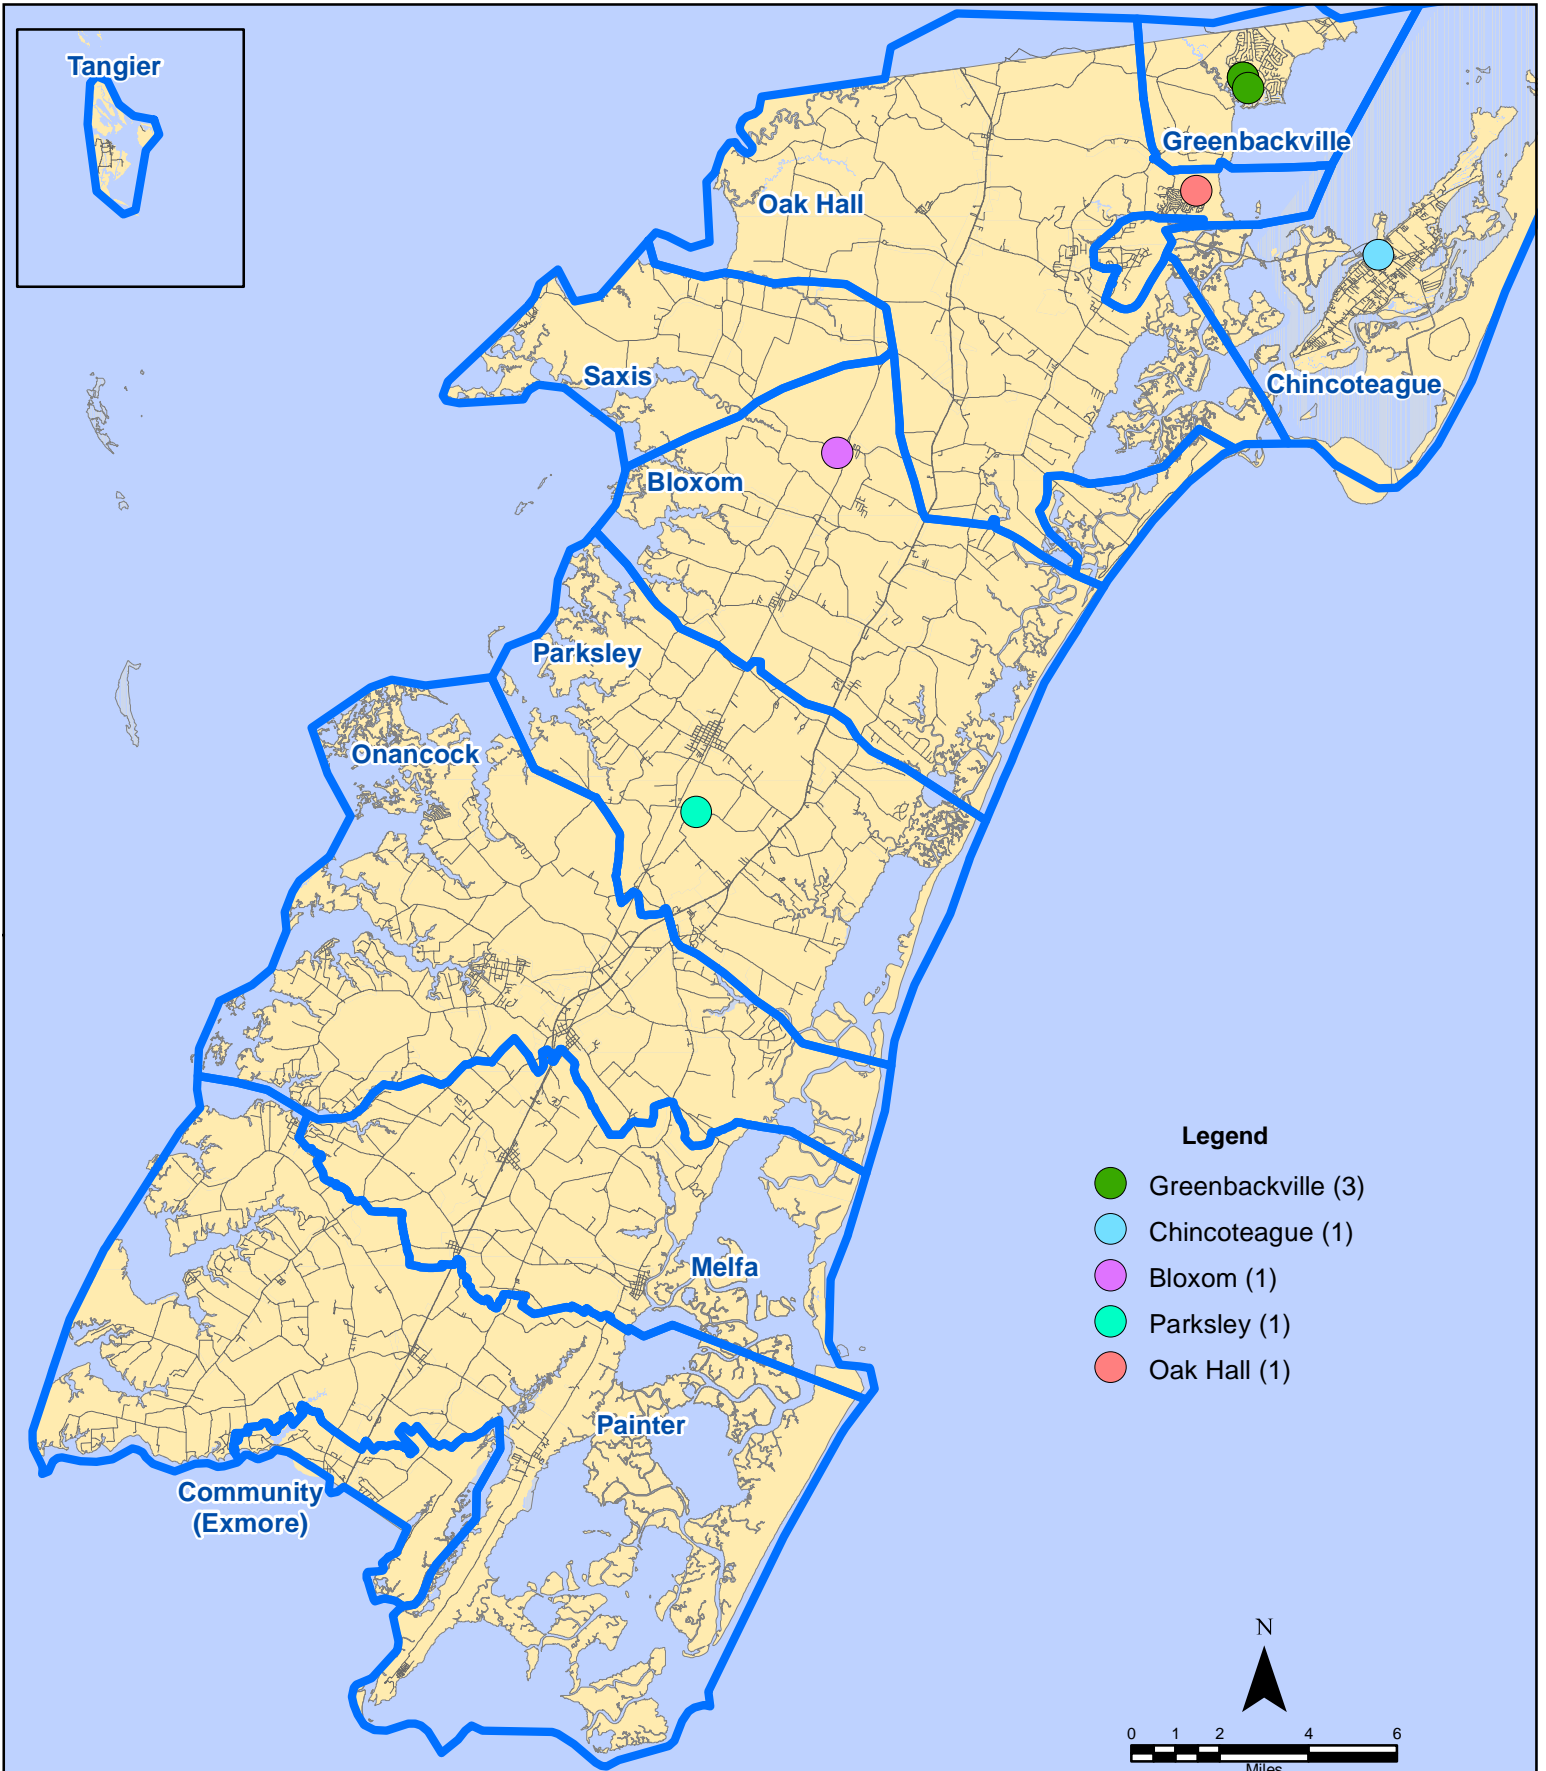 Tangier
Greenbackville
Oak Hall
Saxis
Chincoteague
Bloxom
Parksley
Onancock
Legend
Greenbackville (3)
Chincoteague (1)
Bloxom (1)
Parksley (1)
Oak Hall (1)
Melfa
Painter
Community
(Exmore)
N
0 1 2 4 6
Miles